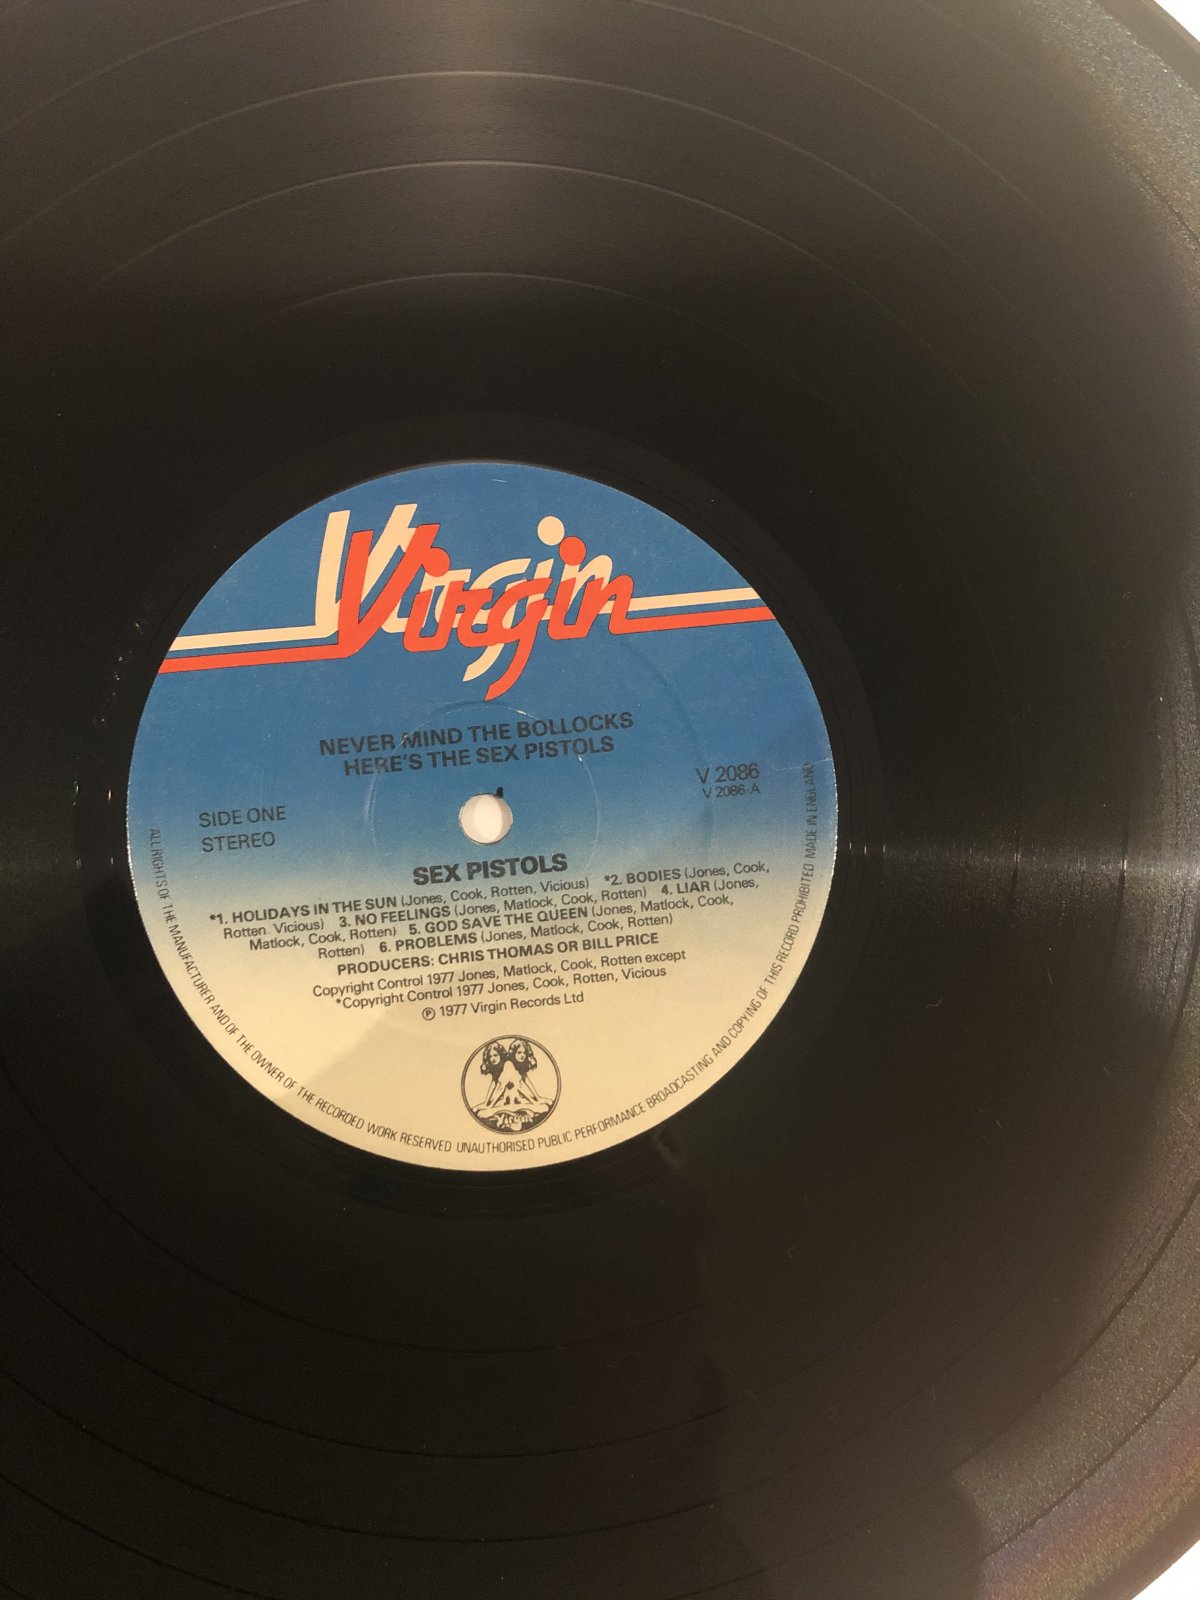 Virgin
NEVER MIND THE BOLLOCKS
HERE'S THE SEX PISTOLS
V 2086
V 2086-A
SIDE ONE
STEREO
SEX PISTOLS
*1. HOLIDAYS IN THE SUN (Jones, Cook, Rotten, Vicious) *2. BODIES (Jones, Cook,
Rotten. Vicious) 3. NO FEELINGS (Jones, Matlock, Cook, Rotten) 4. LIAR (Jones,
Matlock, Cook, Rotten) 5. GOD SAVE THE QUEEN (Jones, Matlock, Cook,
Rotten) 6. PROBLEMS (Jones, Matlock, Cook, Rotten)
PRODUCERS: CHRIS THOMAS OR BILL PRICE
Copyright Control 1977 Jones, Matlock, Cook, Rotten except
*Copyright Control 1977 Jones, Cook, Rotten, Vicious
℗ 1977 Virgin Records Ltd
Virgin
ALL RIGHTS OF THE MANUFACTURER AND OF THE OWNER OF THE RECORDED WORK RESERVED UNAUTHORISED PUBLIC PERFORMANCE BROADCASTING AND COPYING OF THIS RECORD PROHIBITED MADE IN ENGLAND